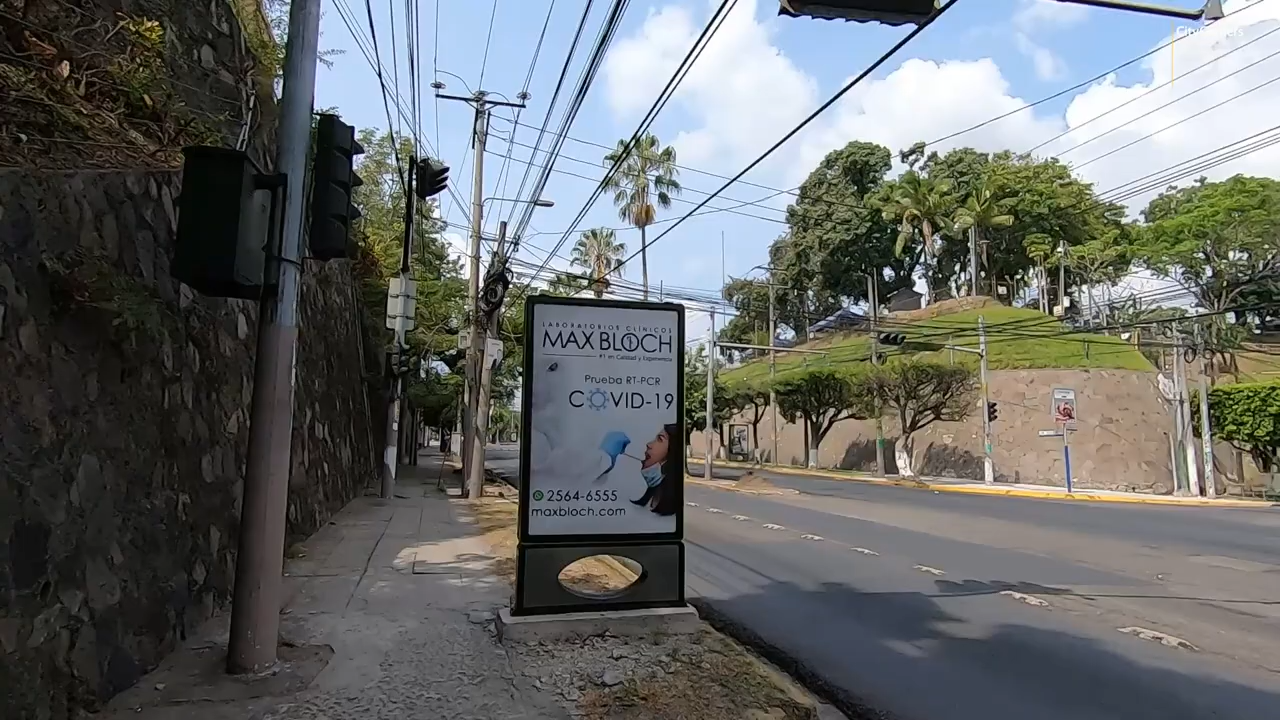 LABORATORIOS CLÍNICOS
MAX BLOCH
#1 en Calidad y Experiencia
Prueba RT-PCR
COVID-19
2564-6555
maxbloch.com